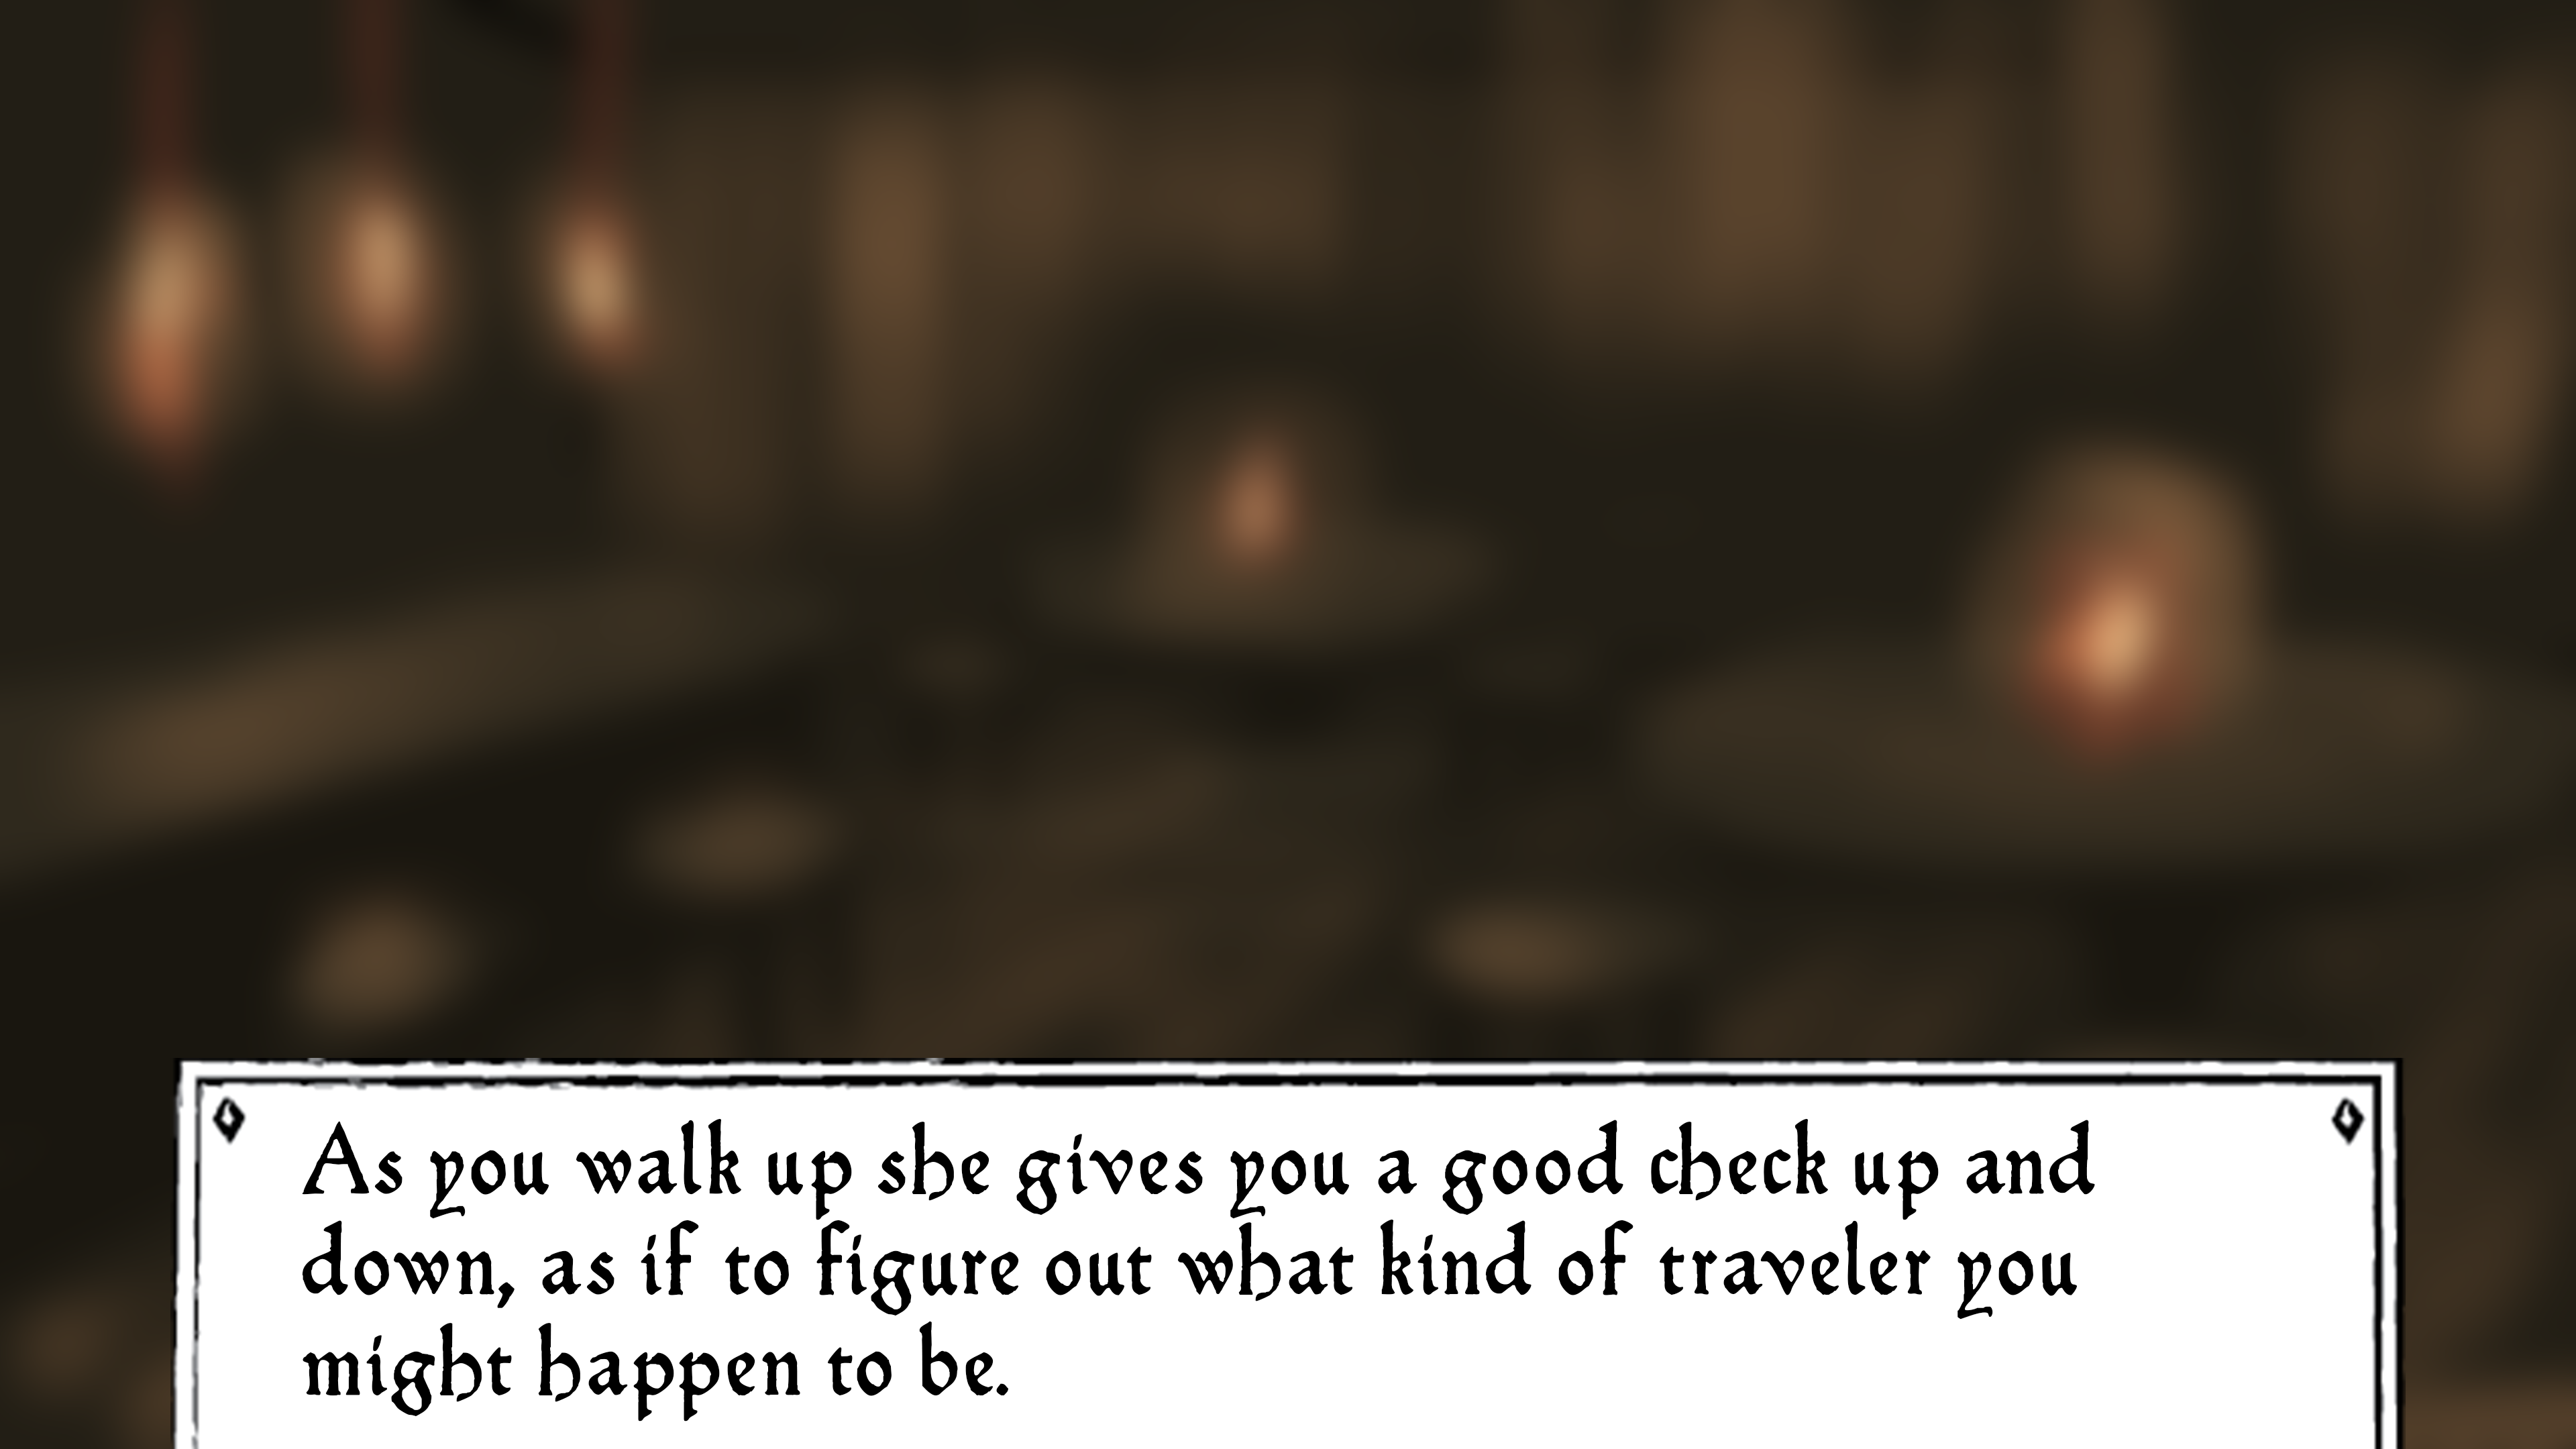 As you walk up she gives you a good check up and
down, as if to figure out what kind of traveler you
might happen to be.